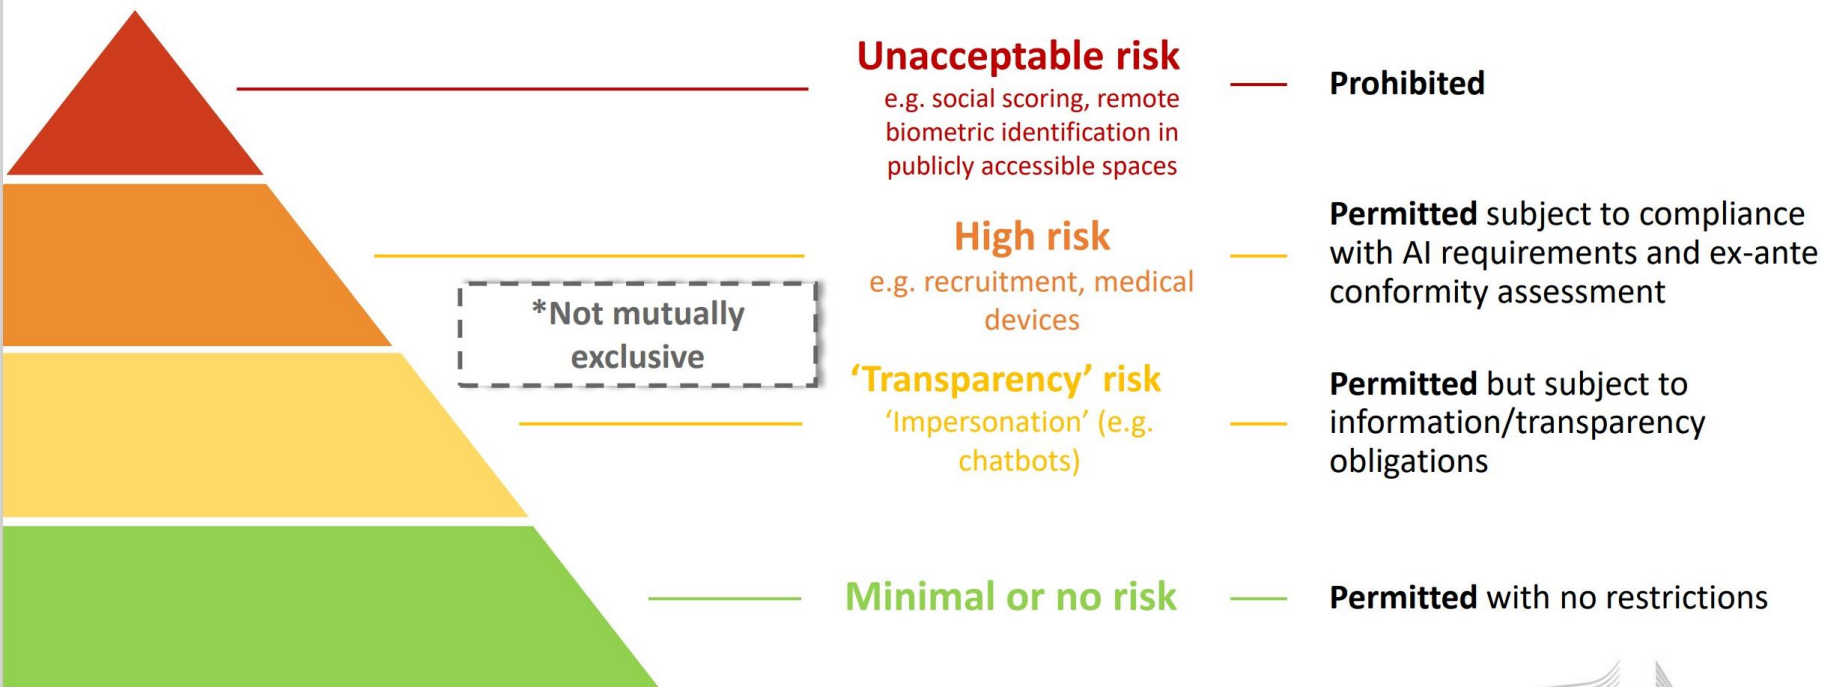 Unacceptable risk
e.g. social scoring, remote
biometric identification in
publicly accessible spaces
Prohibited
High risk
e.g. recruitment, medical
devices
Permitted subject to compliance
with AI requirements and ex-ante
conformity assessment
*Not mutually
exclusive
‘Transparency’ risk
‘Impersonation’ (e.g.
chatbots)
Permitted but subject to
information/transparency
obligations
Minimal or no risk
Permitted with no restrictions